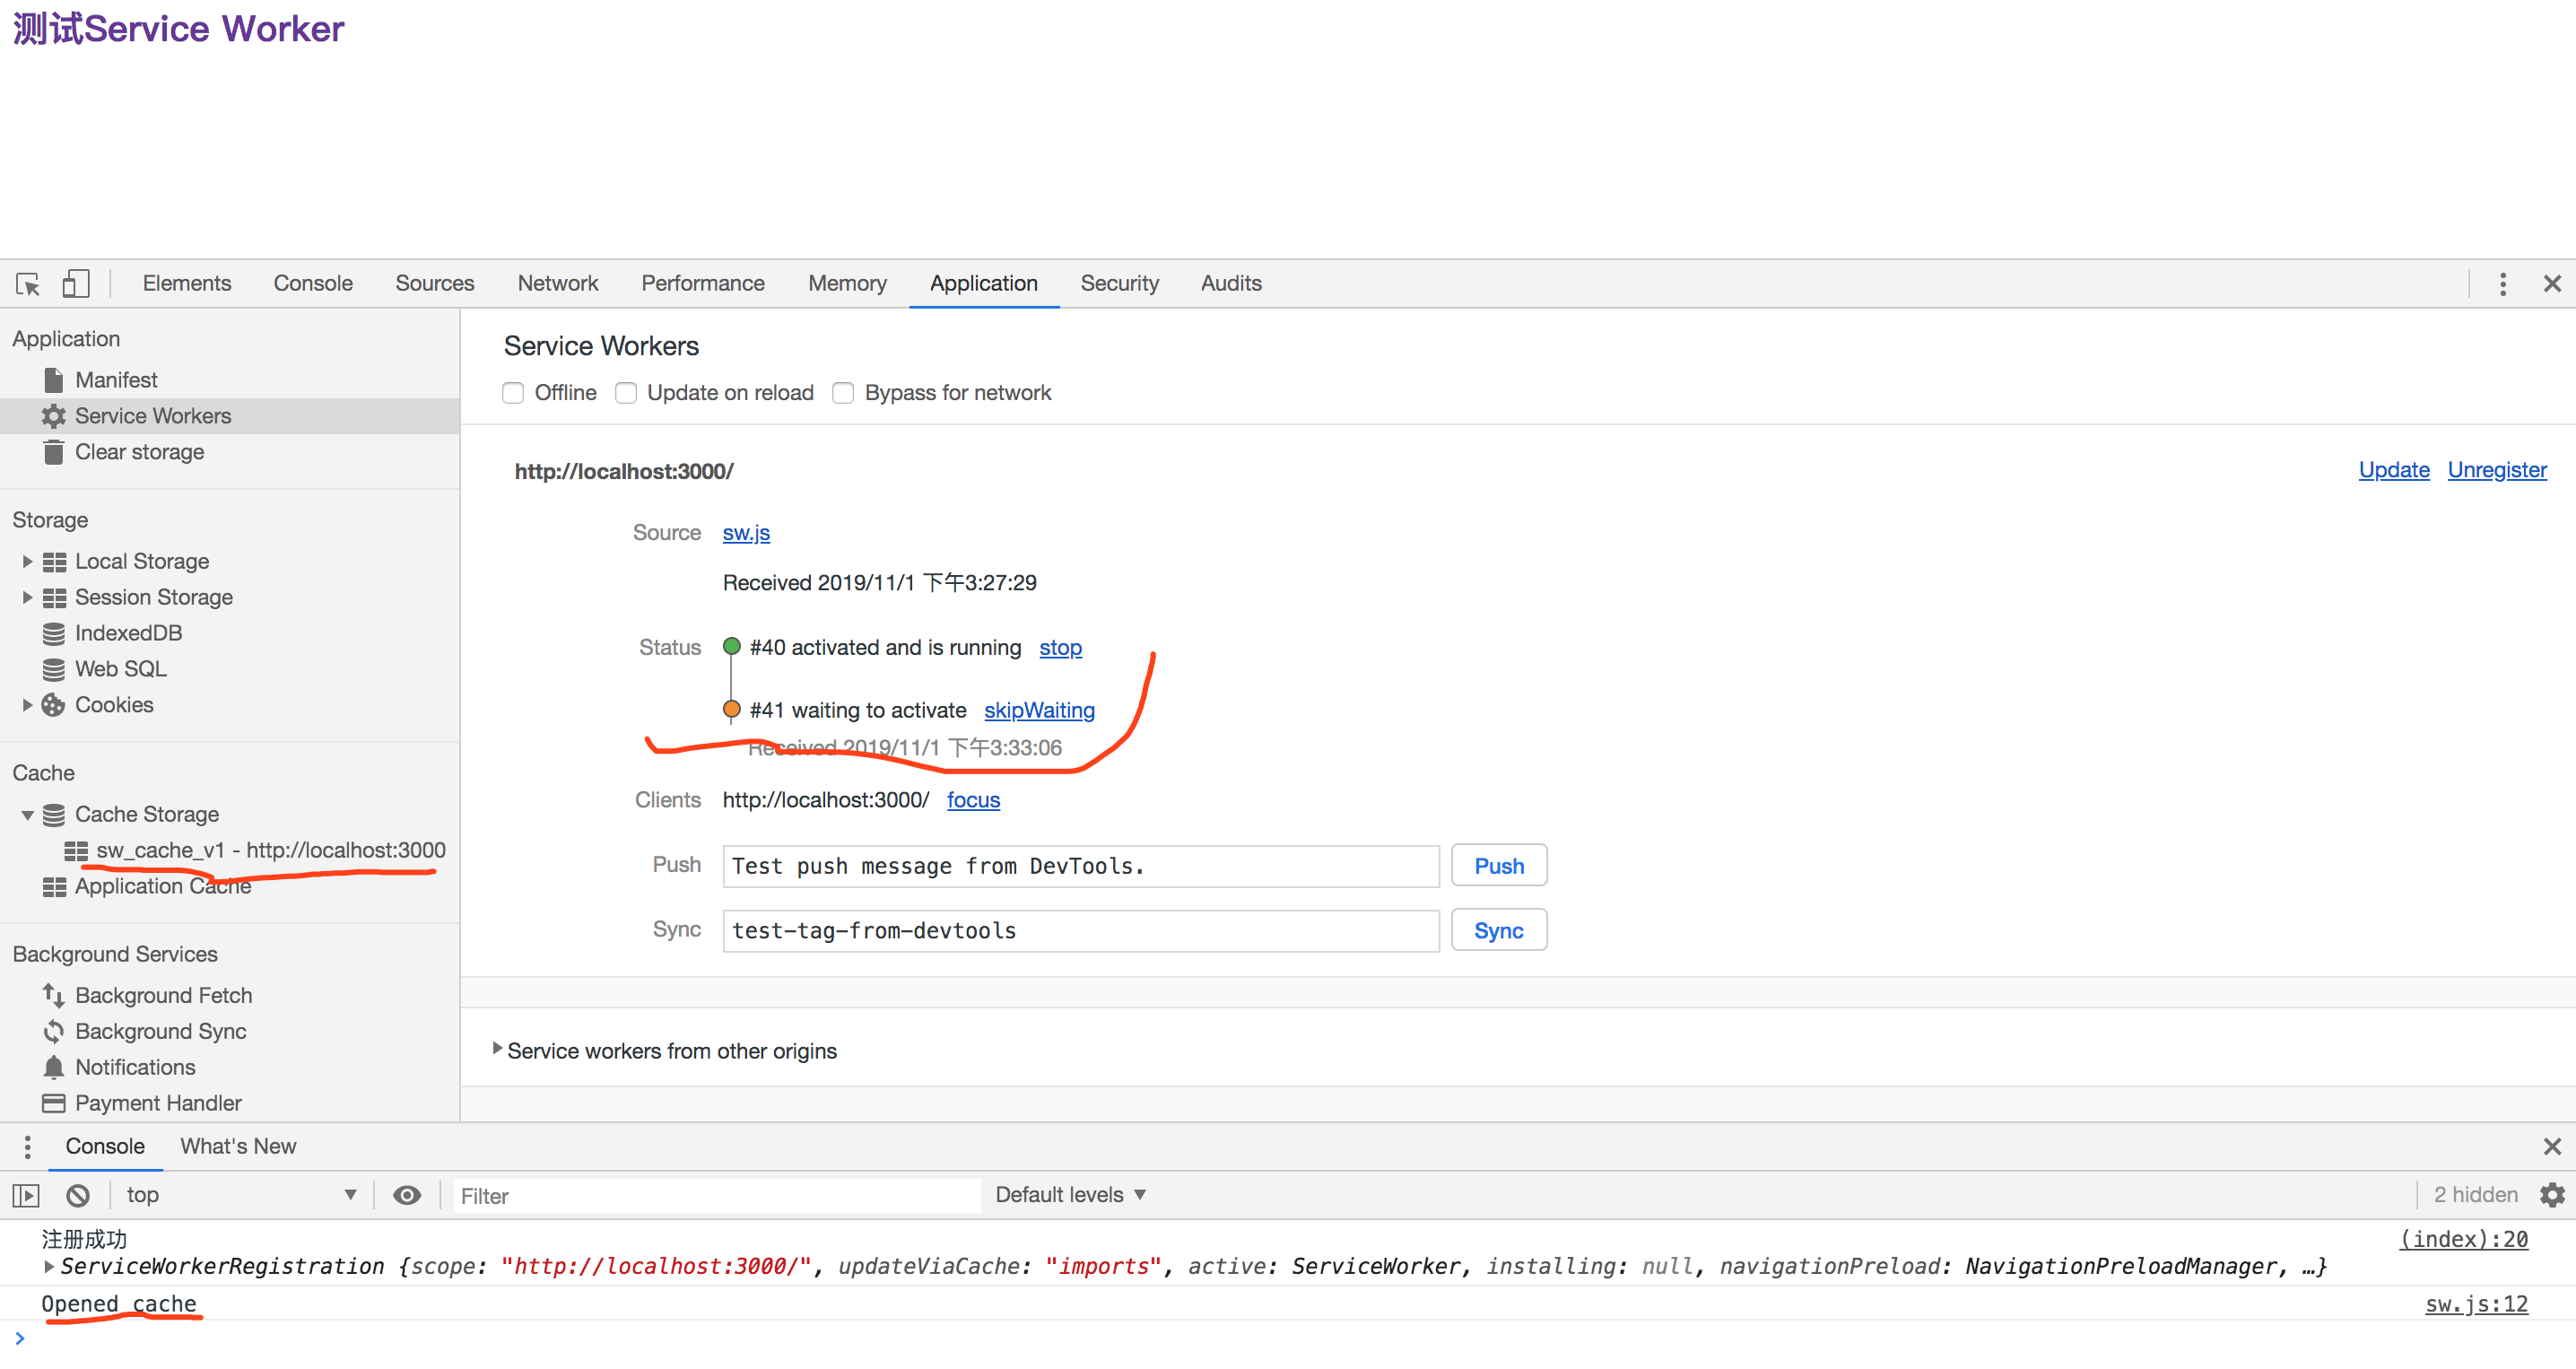 测试Service Worker
Elements Console Sources Network Performance Memory Application Security Audits
Application
Manifest
Service Workers
Clear storage
Storage
Local Storage
Session Storage
IndexedDB
Web SQL
Cookies
Cache
Cache Storage
sw_cache_v1 - http://localhost:3000
Application Cache
Background Services
Background Fetch
Background Sync
Notifications
Payment Handler
Service Workers
Offline Update on reload Bypass for network
http://localhost:3000/ Update Unregister
Source sw.js
Received 2019/11/1 下午3:27:29
Status #40 activated and is running stop
#41 waiting to activate skipWaiting
Received 2019/11/1 下午3:33:06
Clients http://localhost:3000/ focus
Push Test push message from DevTools. Push
Sync test-tag-from-devtools Sync
Service workers from other origins
Console What's New
top Filter Default levels 2 hidden
注册成功 (index):20
ServiceWorkerRegistration {scope: "http://localhost:3000/", updateViaCache: "imports", active: ServiceWorker, installing: null, navigationPreload: NavigationPreloadManager, …}
Opened cache sw.js:12